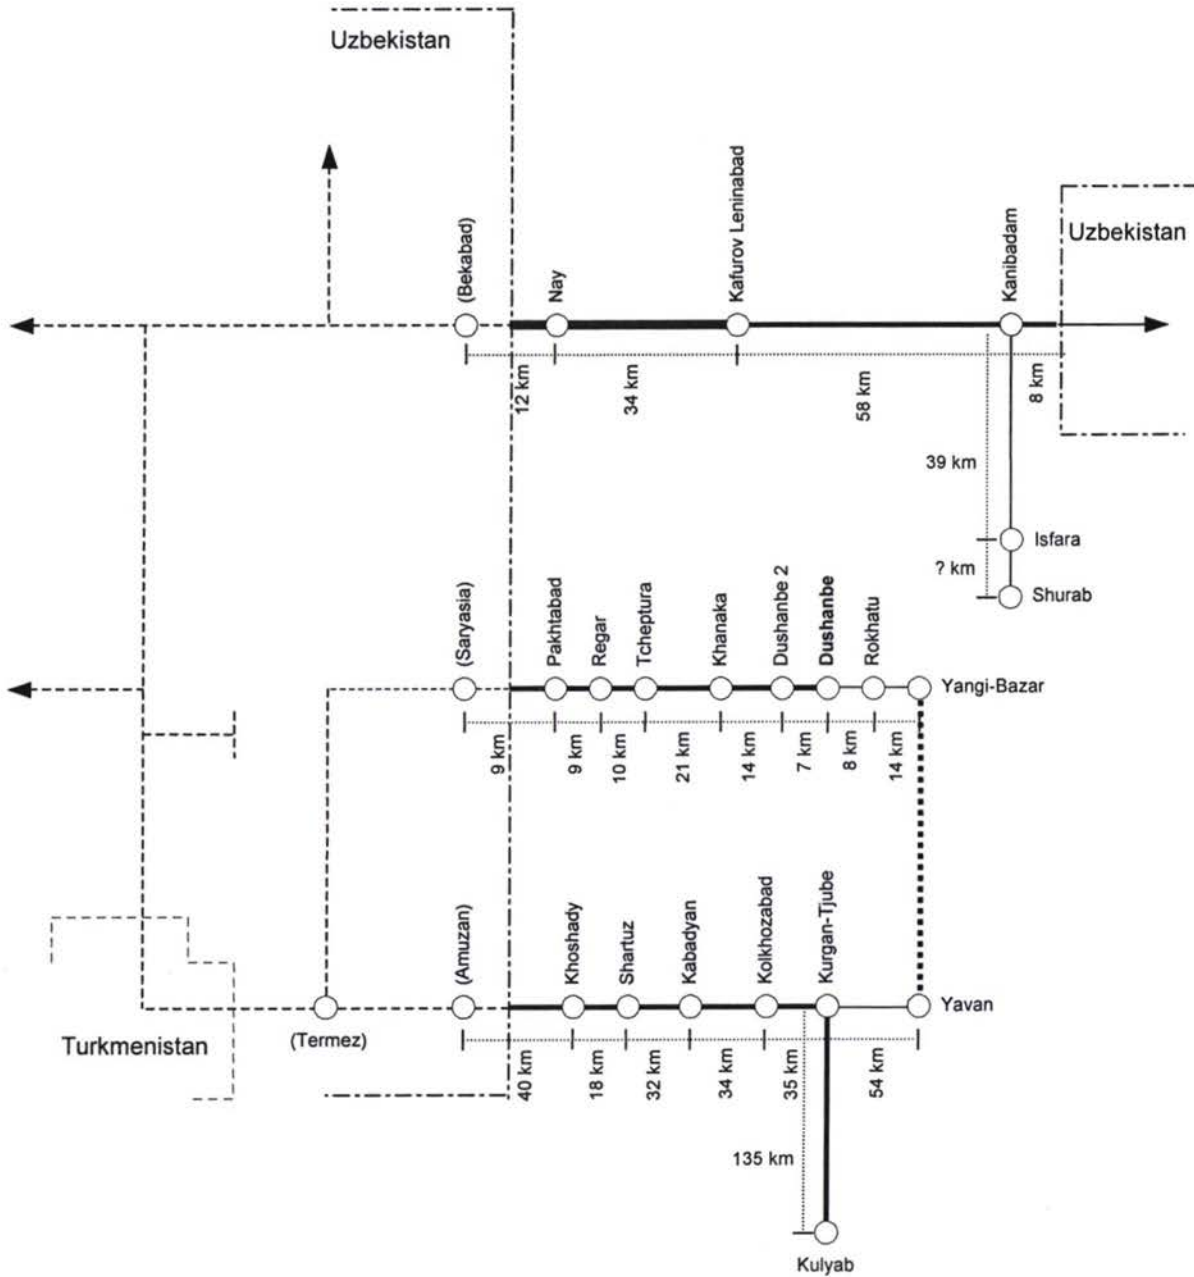 Uzbekistan
(Bekabad)
Nay
Kafurov Leninabad
Kanibadam
Uzbekistan
12 km
34 km
58 km
8 km
39 km
Isfara
? km
Shurab
(Saryasia)
Pakhtabad
Regar
Tcheptura
Khanaka
Dushanbe 2
Dushanbe
Rokhatu
Yangi-Bazar
9 km
9 km
10 km
21 km
14 km
7 km
8 km
14 km
(Amuzan)
Khoshady
Shartuz
Kabadyan
Kolkhozabad
Kurgan-Tjube
Yavan
Turkmenistan
(Termez)
40 km
18 km
32 km
34 km
35 km
54 km
135 km
Kulyab